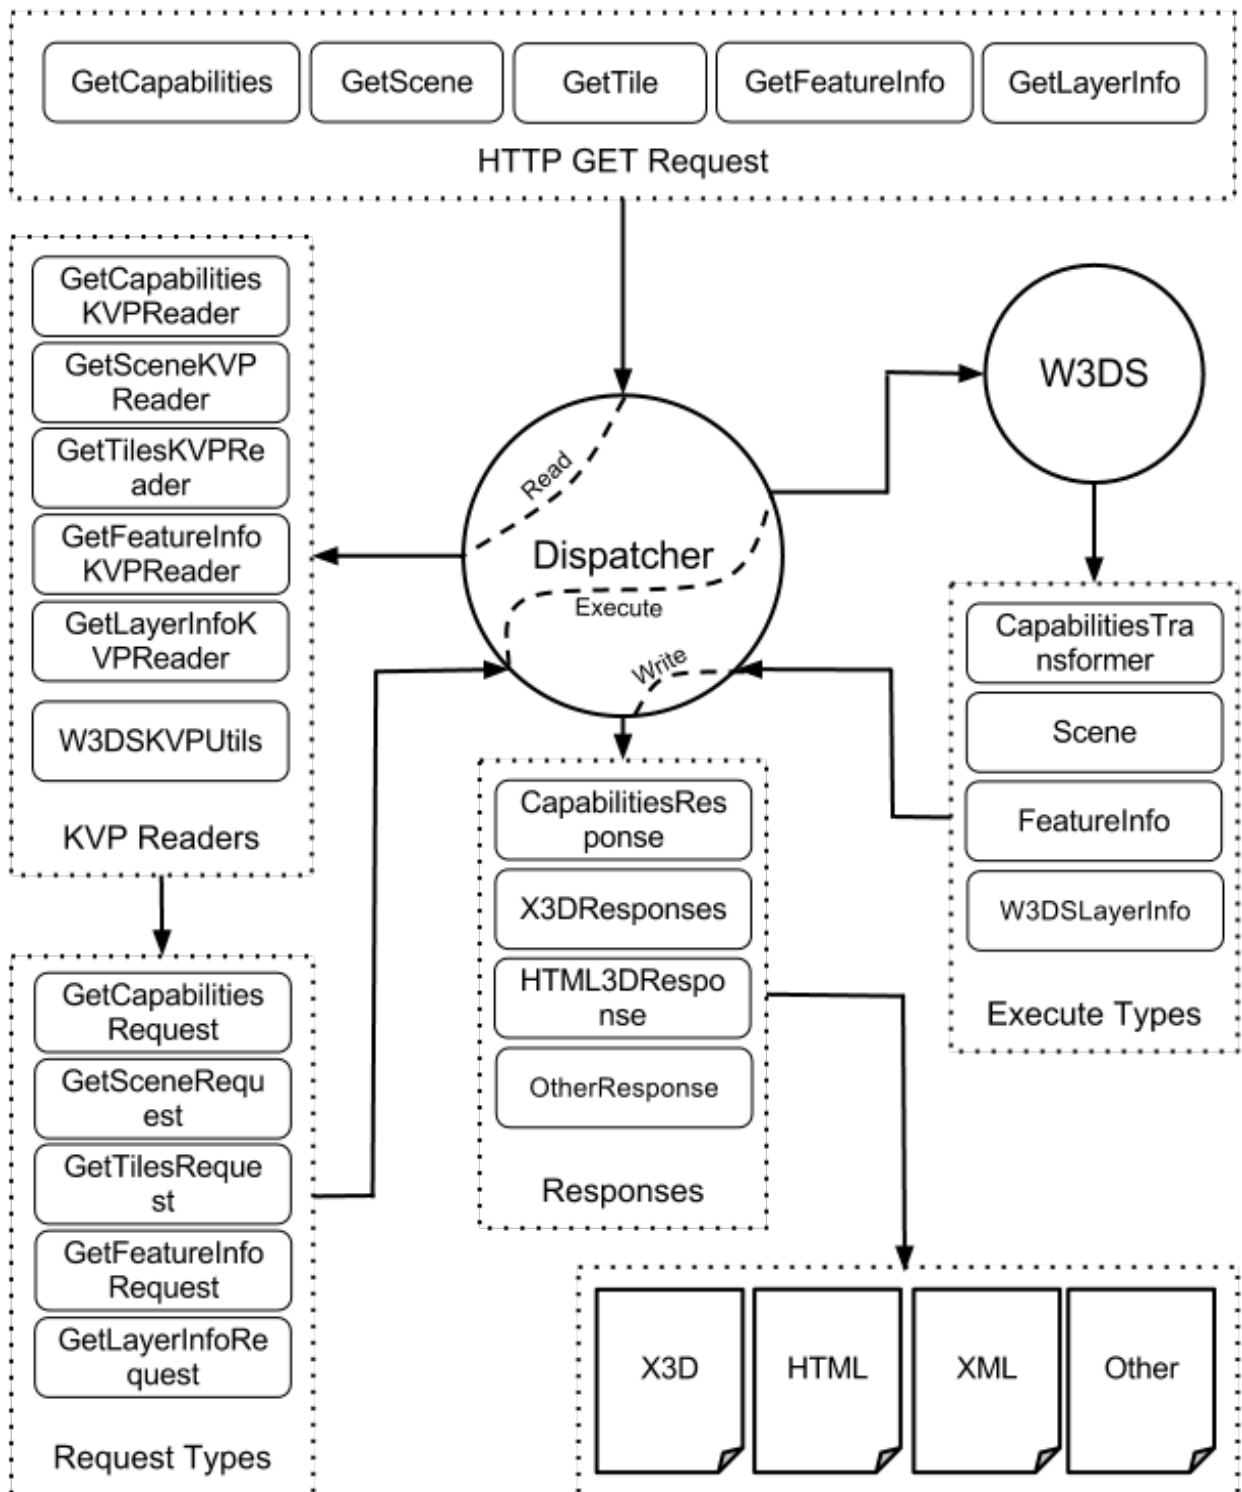 GetCapabilities
GetScene
GetTile
GetFeatureInfo
GetLayerInfo
HTTP GET Request
GetCapabilities
KVPReader
GetSceneKVP
Reader
GetTilesKVPRe
ader
GetFeatureInfo
KVPReader
GetLayerInfoK
VPReader
W3DSKVPUtils
KVP Readers
Read
Dispatcher
Execute
Write
W3DS
CapabilitiesTra
nsformer
Scene
FeatureInfo
W3DSLayerInfo
Execute Types
CapabilitiesRes
ponse
X3DResponses
HTML3DRespo
nse
OtherResponse
Responses
GetCapabilities
Request
GetSceneRequ
est
GetTilesReque
st
GetFeatureInfo
Request
GetLayerInfoRe
quest
Request Types
X3D
HTML
XML
Other